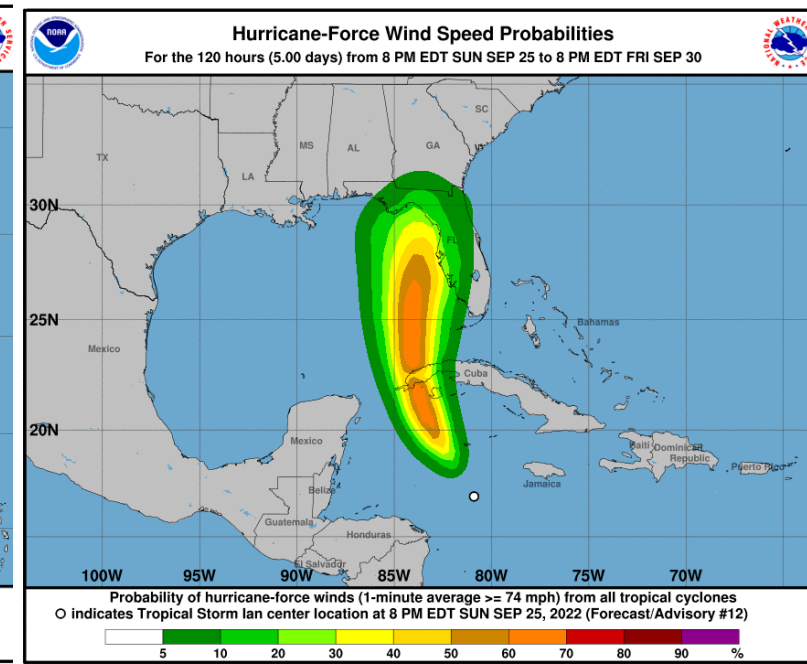 Hurricane-Force Wind Speed Probabilities
For the 120 hours (5.00 days) from 8 PM EDT SUN SEP 25 to 8 PM EDT FRI SEP 30
NOAA
SC
MS
AL
GA
TX
LA
30N
FL
25N
Bahamas
Mexico
Cuba
20N
Mexico
Haiti
Dominican
Republic
Puerto Rico
Jamaica
Belize
Guatemala
Honduras
El Salvador
100W 95W 90W 85W 80W 75W 70W
Probability of hurricane-force winds (1-minute average >= 74 mph) from all tropical cyclones
O indicates Tropical Storm Ian center location at 8 PM EDT SUN SEP 25, 2022 (Forecast/Advisory #12)
5 10 20 30 40 50 60 70 80 90 %